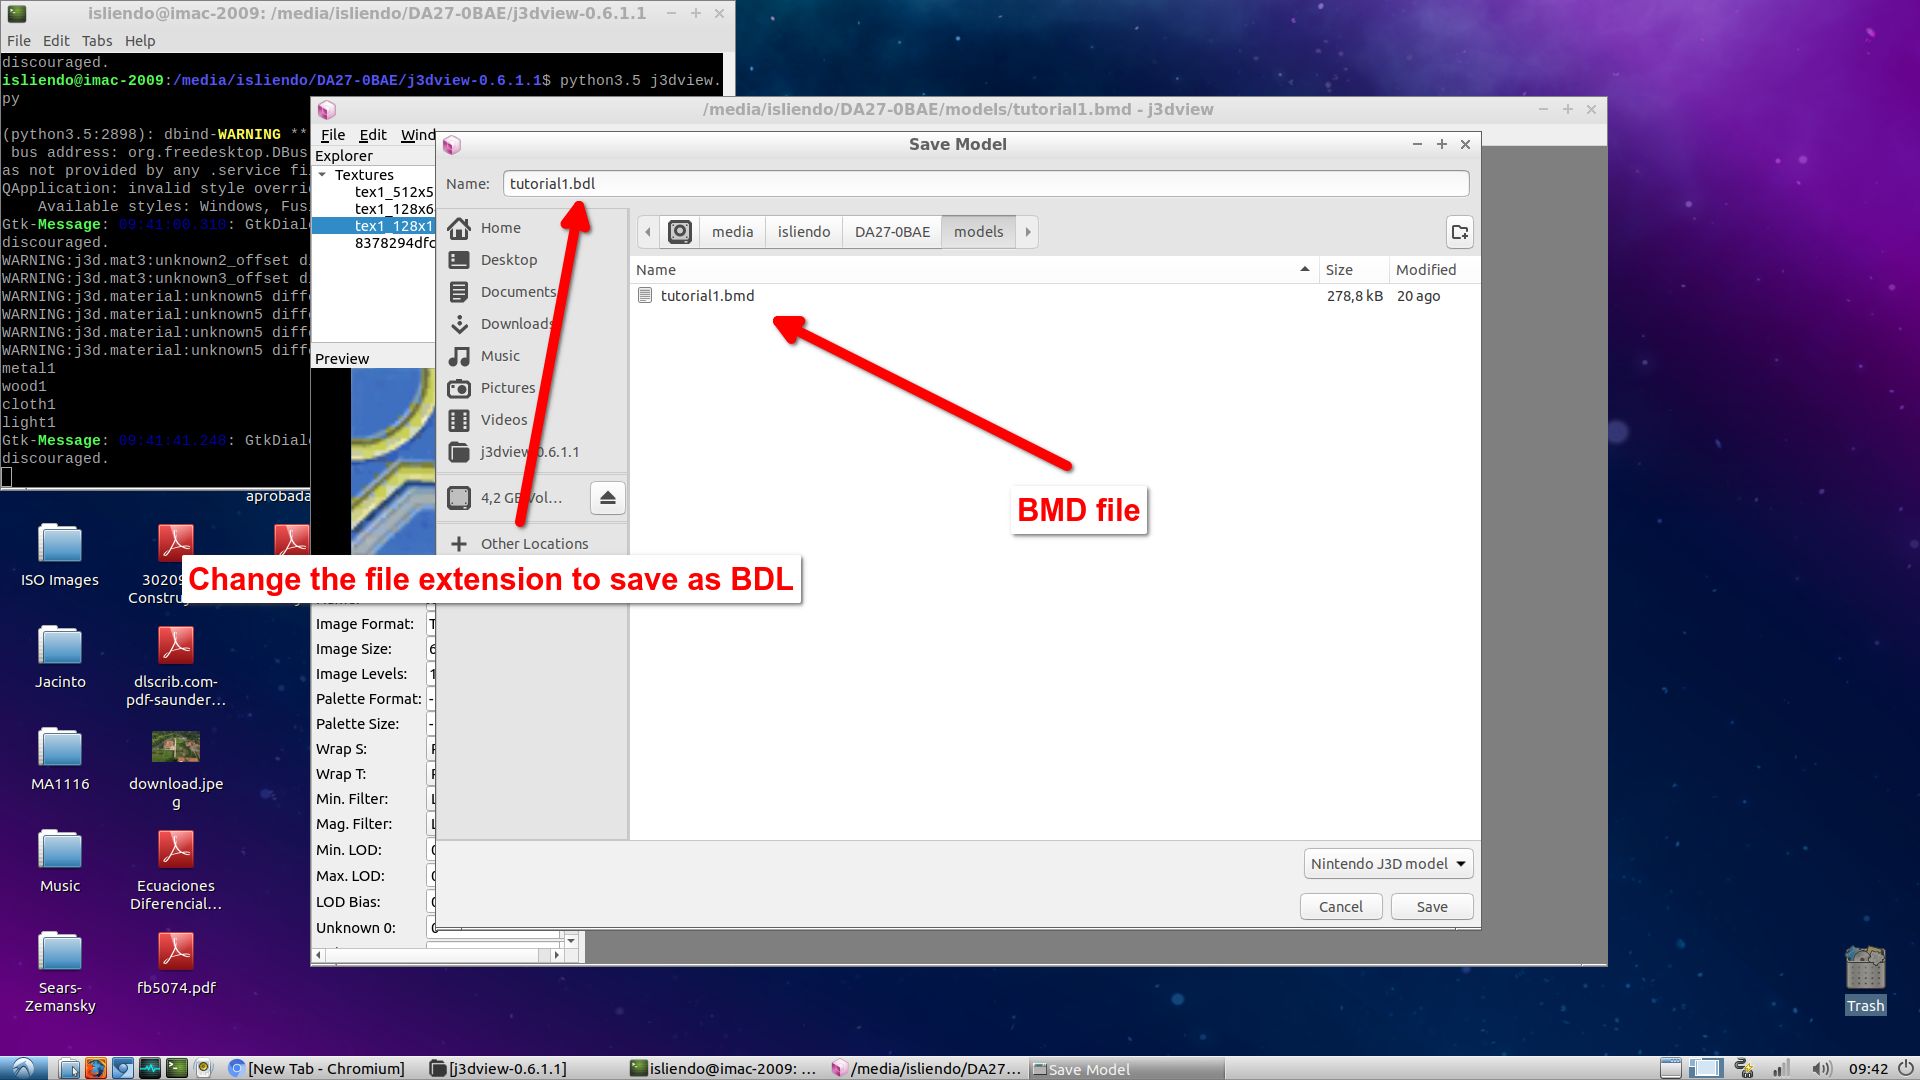 isliendo@imac-2009: /media/isliendo/DA27-0BAE/j3dview-0.6.1.1
File Edit Tabs Help
discouraged.
isliendo@imac-2009:/media/isliendo/DA27-0BAE/j3dview-0.6.1.1$ python3.5 j3dview.
py
(python3.5:2898): dbind-WARNING **
bus address: org.freedesktop.DBus
as not provided by any .service fi
QApplication: invalid style overri
Available styles: Windows, Fus
Gtk-Message: 09:41:00.310: GtkDial
discouraged.
WARNING:j3d.mat3:unknown2_offset d
WARNING:j3d.mat3:unknown3_offset d
WARNING:j3d.material:unknown5 diff
WARNING:j3d.material:unknown5 diff
WARNING:j3d.material:unknown5 diff
WARNING:j3d.material:unknown5 diff
metal1
wood1
cloth1
light1
Gtk-Message: 09:41:41.248: GtkDial
discouraged.
/media/isliendo/DA27-0BAE/models/tutorial1.bmd - j3dview
File Edit Wind
Explorer
Textures
tex1_512x5
tex1_128x6
tex1_128x1
8378294dfc
Preview
Image Format:
Image Size:
Image Levels:
Palette Format: -
Palette Size: -
Wrap S:
Wrap T:
Min. Filter:
Mag. Filter:
Min. LOD:
Max. LOD:
LOD Bias:
Unknown 0:
Save Model
Name: tutorial1.bdl
Home
Desktop
Documents
Downloads
Music
Pictures
Videos
j3dview-0.6.1.1
4,2 GB Vol...
Other Locations
media isliendo DA27-0BAE models
Name Size Modified
tutorial1.bmd 278,8 kB 20 ago
BMD file
Change the file extension to save as BDL
Nintendo J3D model
Cancel Save
aprobada
ISO Images
30209
Constru
Jacinto
dlscrib.com-
pdf-saunder...
MA1116
download.jpe
g
Music
Ecuaciones
Diferencial...
Sears-
Zemansky
fb5074.pdf
Trash
[New Tab - Chromium] [j3dview-0.6.1.1] isliendo@imac-2009: ... /media/isliendo/DA27... Save Model 09:42